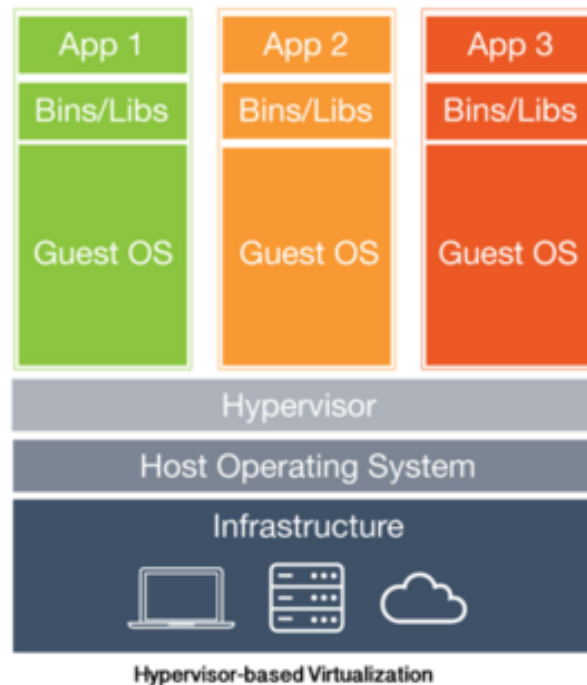 App 1 App 2 App 3
Bins/Libs Bins/Libs Bins/Libs
Guest OS Guest OS Guest OS
Hypervisor
Host Operating System
Infrastructure
Hypervisor-based Virtualization